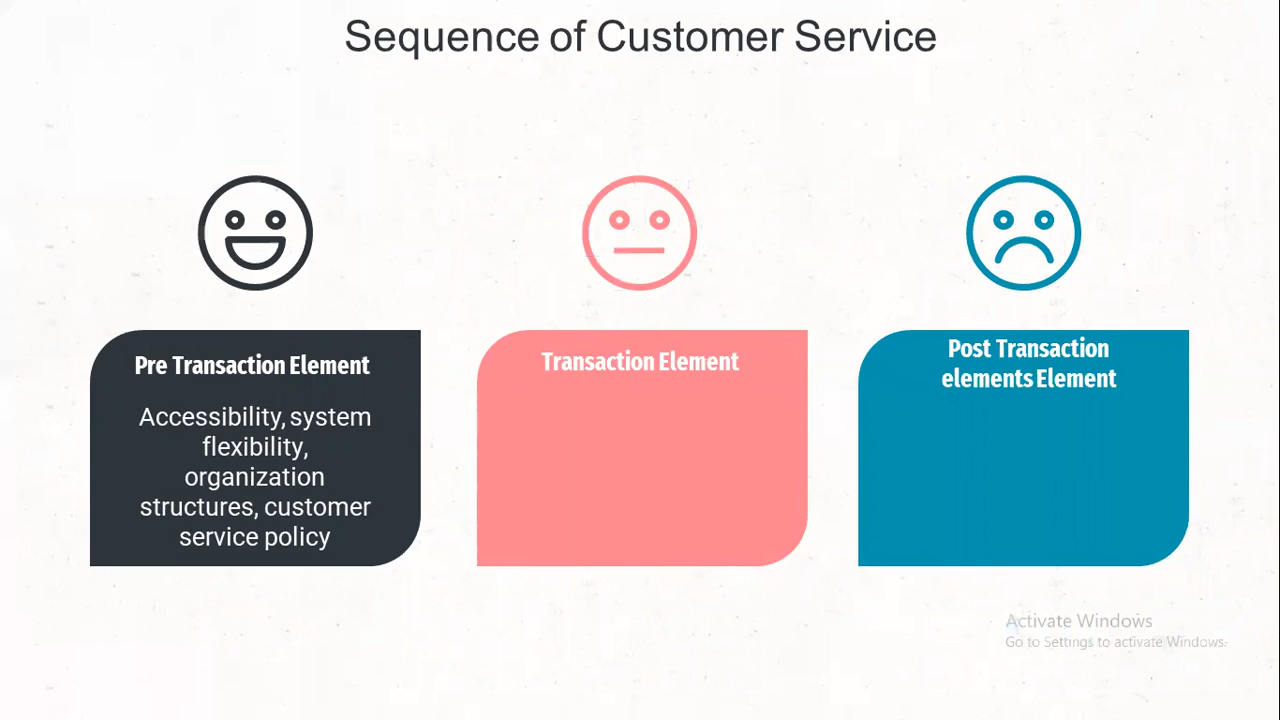 Sequence of Customer Service
Pre Transaction Element
Accessibility, system
flexibility,
organization
structures, customer
service policy
Transaction Element
Post Transaction
elements Element
Activate Windows
Go to Settings to activate Windows.